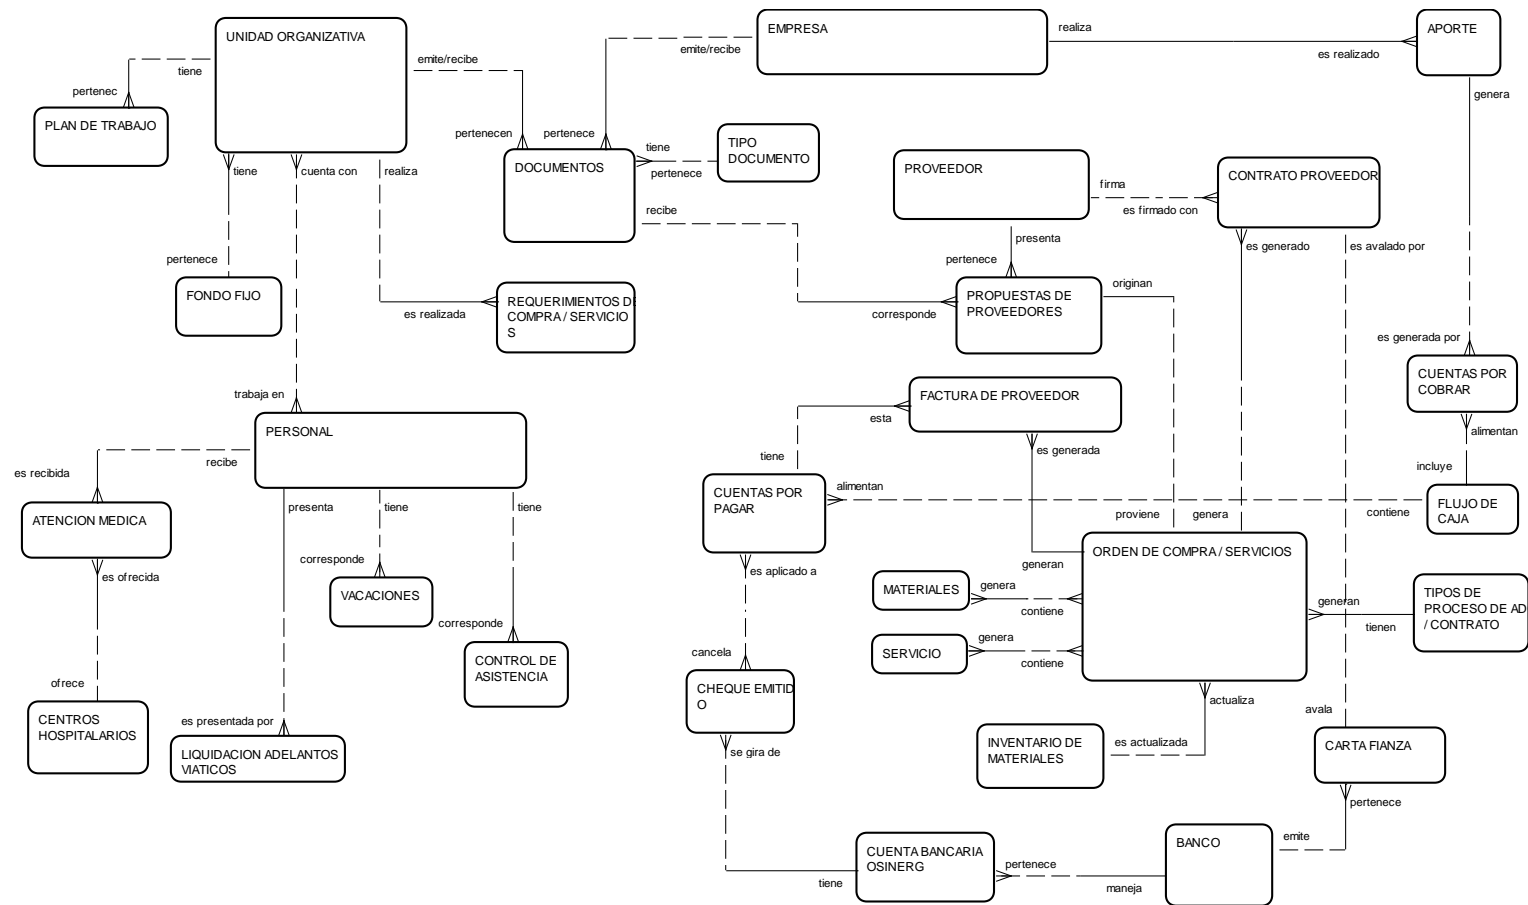 UNIDAD ORGANIZATIVA
EMPRESA
realiza
APORTE
emite/recibe
emite/recibe
es realizado
tiene
pertenec
genera
PLAN DE TRABAJO
pertenecen
pertenece
TIPO
DOCUMENTO
tiene
pertenece
DOCUMENTOS
PROVEEDOR
CONTRATO PROVEEDOR
firma
es firmado con
tiene
cuenta con
realiza
recibe
presenta
es generado
es avalado por
pertenece
pertenece
originan
FONDO FIJO
REQUERIMIENTOS DE
COMPRA / SERVICIO
S
es realizada
PROPUESTAS DE
PROVEEDORES
corresponde
es generada por
CUENTAS POR
COBRAR
trabaja en
FACTURA DE PROVEEDOR
esta
PERSONAL
alimentan
es generada
recibe
es recibida
tiene
incluye
CUENTAS POR
PAGAR
alimentan
FLUJO DE
CAJA
contiene
ATENCION MEDICA
presenta
tiene
tiene
proviene
genera
ORDEN DE COMPRA / SERVICIOS
generan
es ofrecida
corresponde
es aplicado a
VACACIONES
MATERIALES
genera
contiene
generan
TIPOS DE
PROCESO DE AD
/ CONTRATO
tienen
corresponde
CONTROL DE
ASISTENCIA
SERVICIO
genera
contiene
cancela
ofrece
CHEQUE EMITID
O
actualiza
avala
CENTROS
HOSPITALARIOS
es presentada por
LIQUIDACION ADELANTOS
VIATICOS
se gira de
INVENTARIO DE
MATERIALES
es actualizada
CARTA FIANZA
pertenece
CUENTA BANCARIA
OSINERG
tiene
pertenece
maneja
BANCO
emite